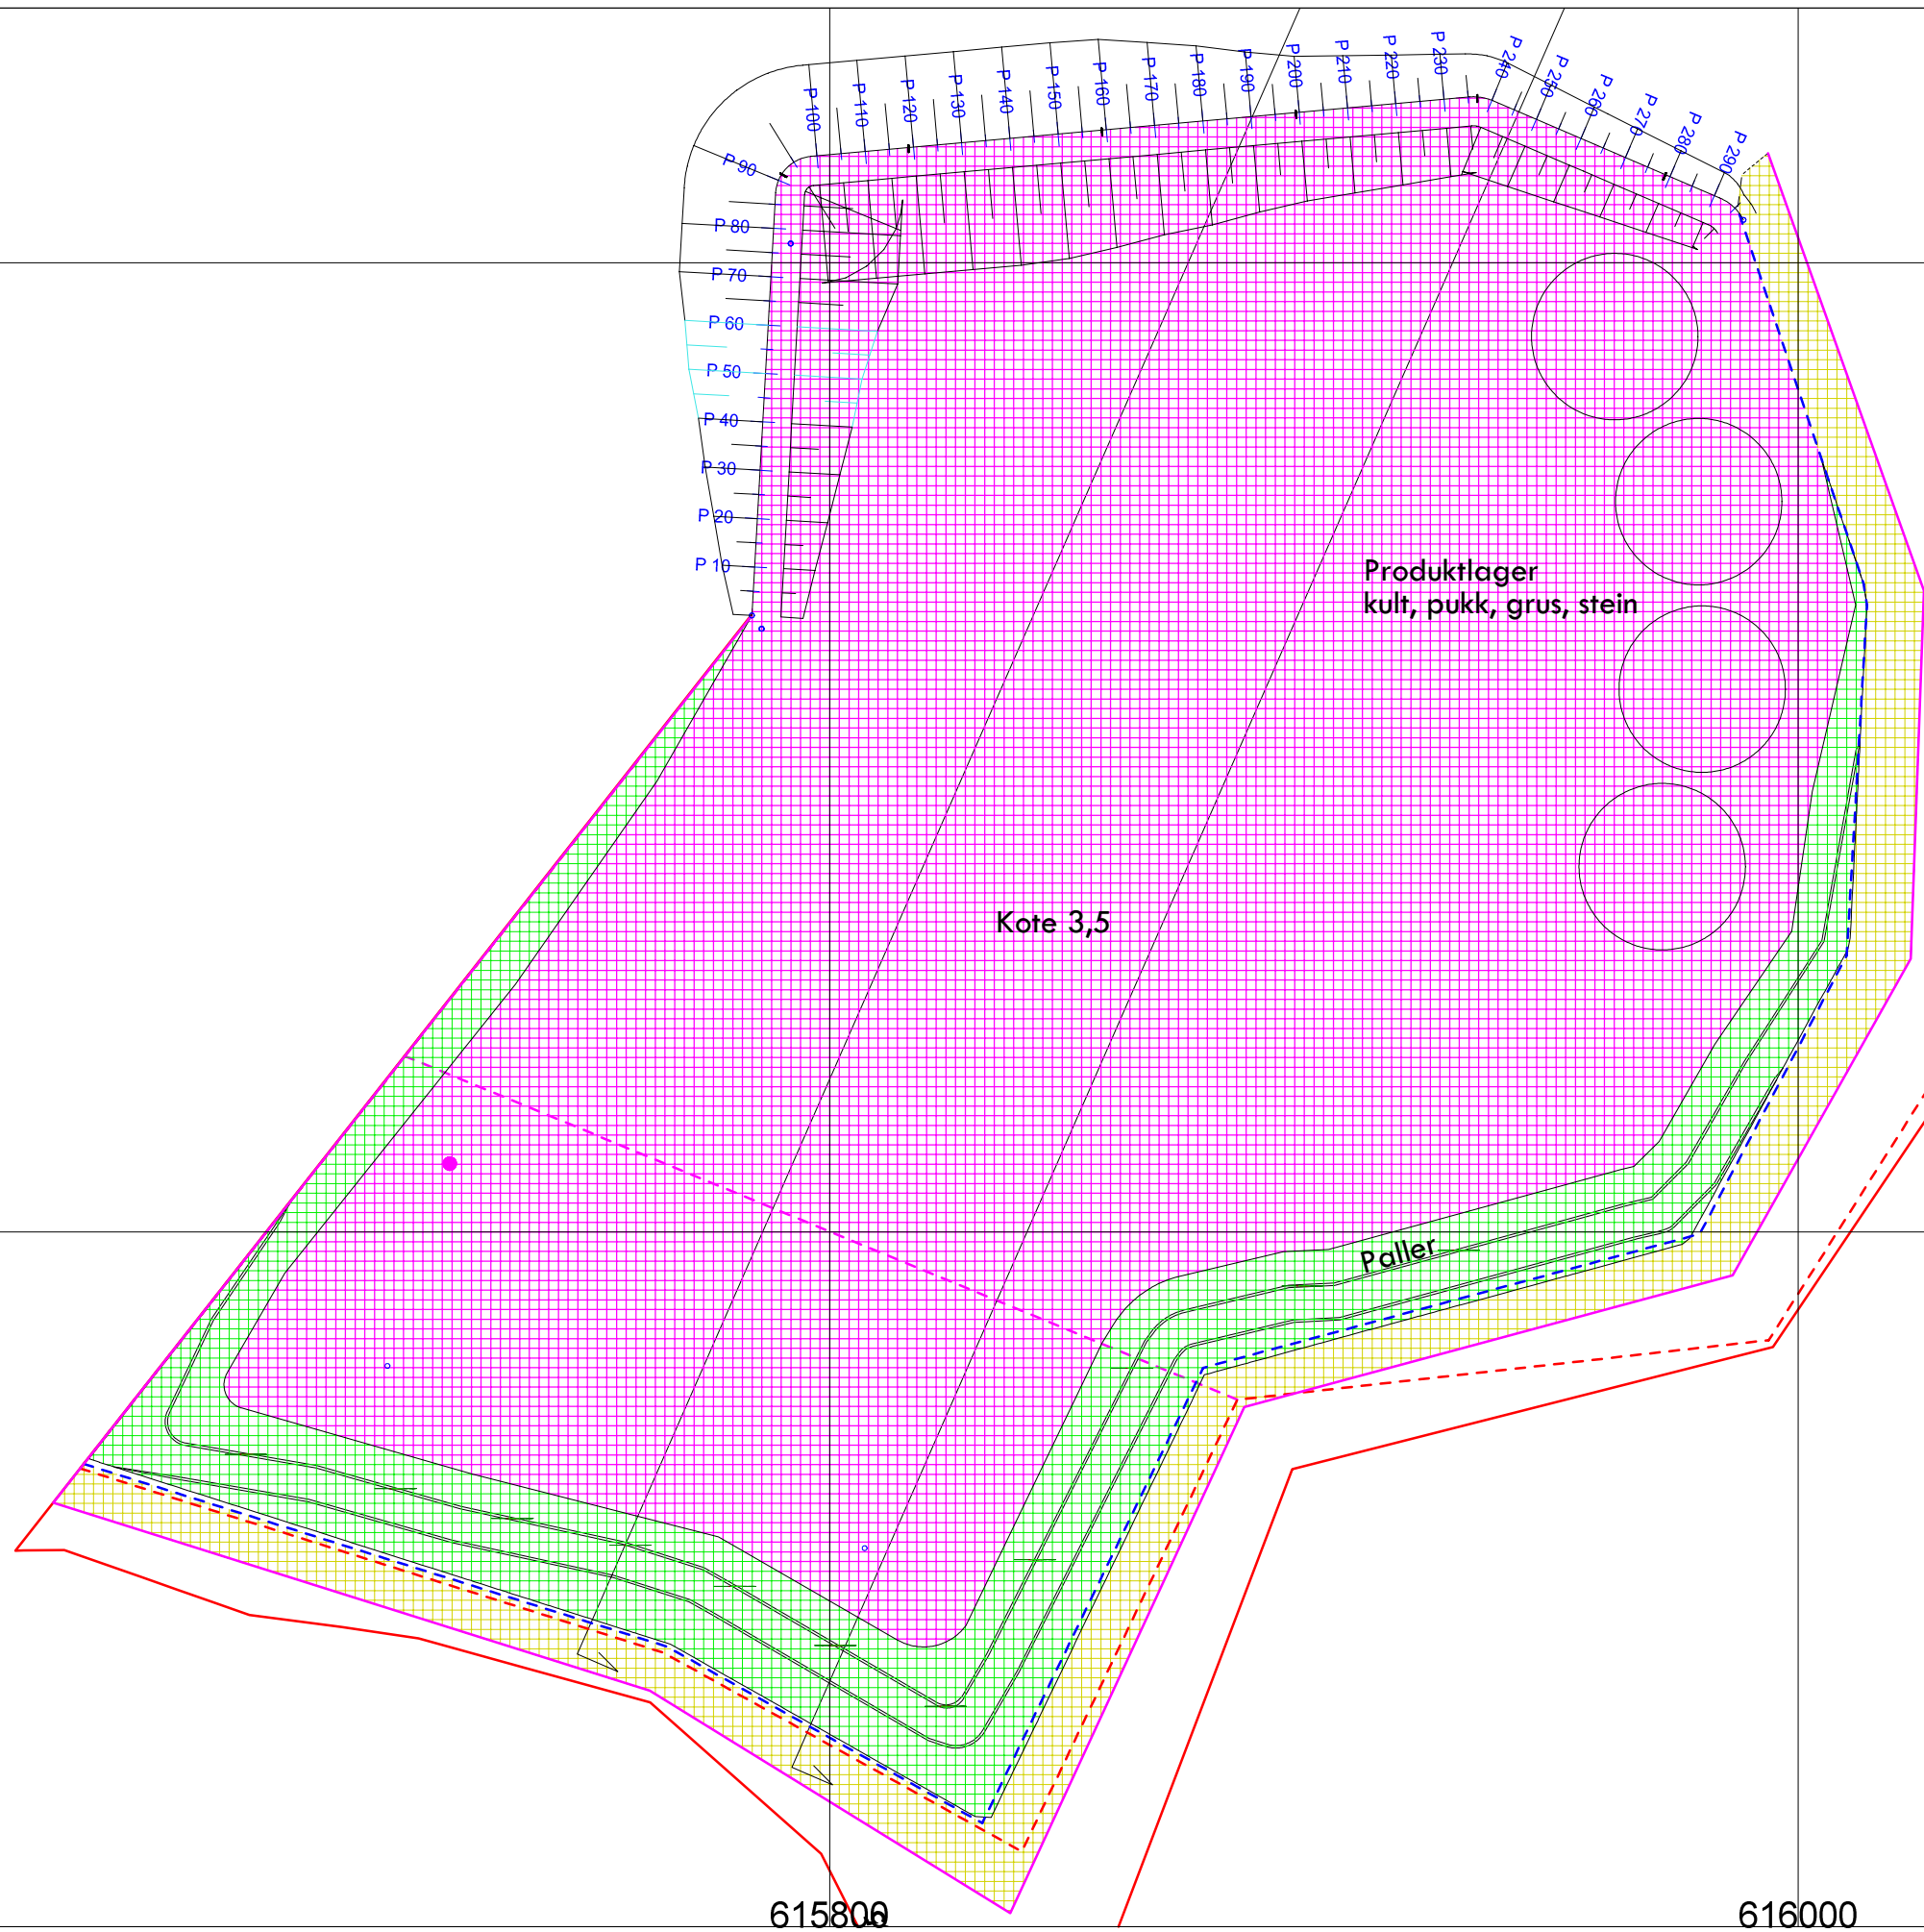 P 100
P 110
P 120
P 130
P 140
P 150
P 160
P 170
P 180
P 190
P 200
P 210
P 220
P 230
P 240
P 250
P 260
P 270
P 280
P 290
P 90
P 80
P 70
P 60
P 50
P 40
P 30
P 20
P 10
Produktlager
kult, pukk, grus, stein
Kote 3,5
Paller
615800
616000